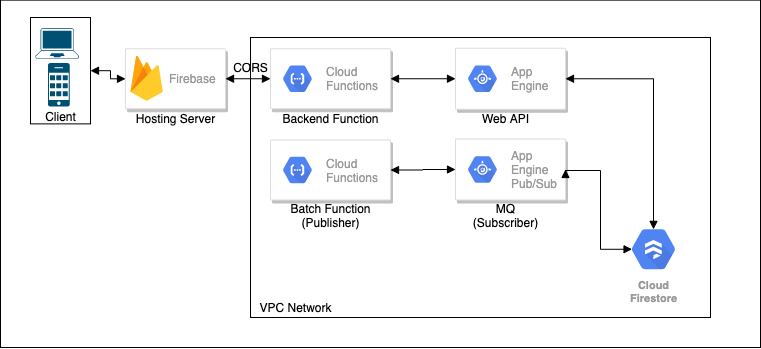 Client
Firebase
Hosting Server
CORS
Cloud
Functions
Backend Function
App
Engine
Web API
Cloud
Functions
Batch Function
(Publisher)
App
Engine
Pub/Sub
MQ
(Subscriber)
Cloud
Firestore
VPC Network